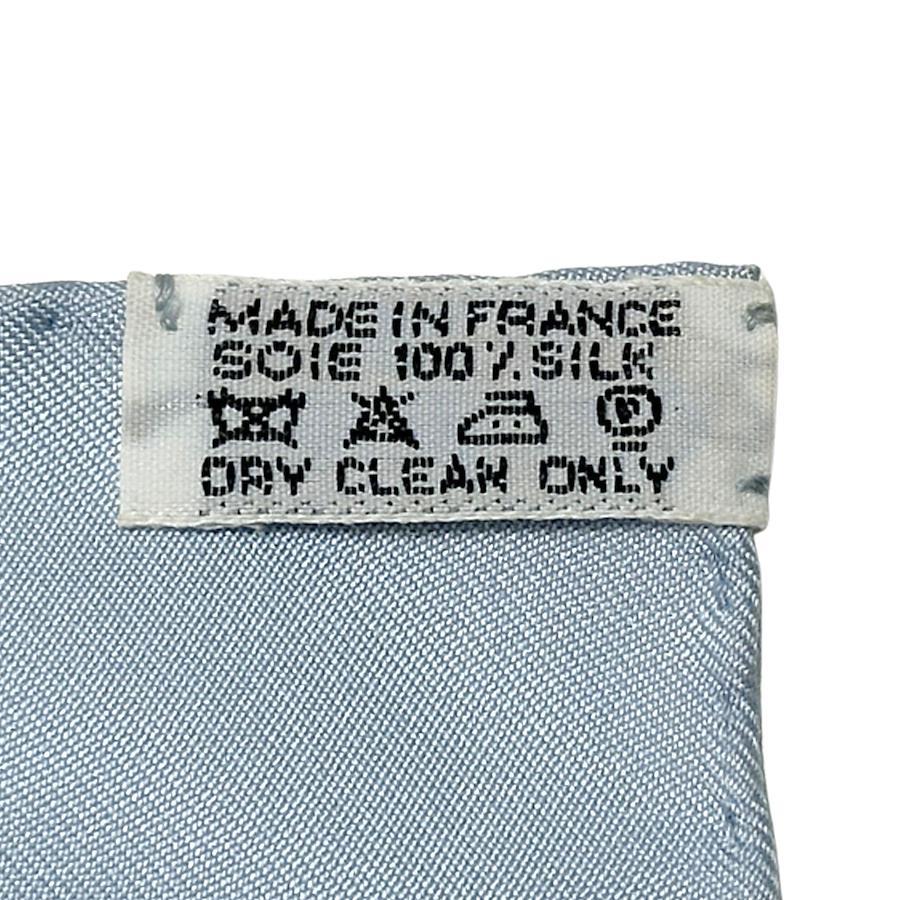 MADE IN FRANCE
SOIE 100% SILK
P
DRY CLEAN ONLY